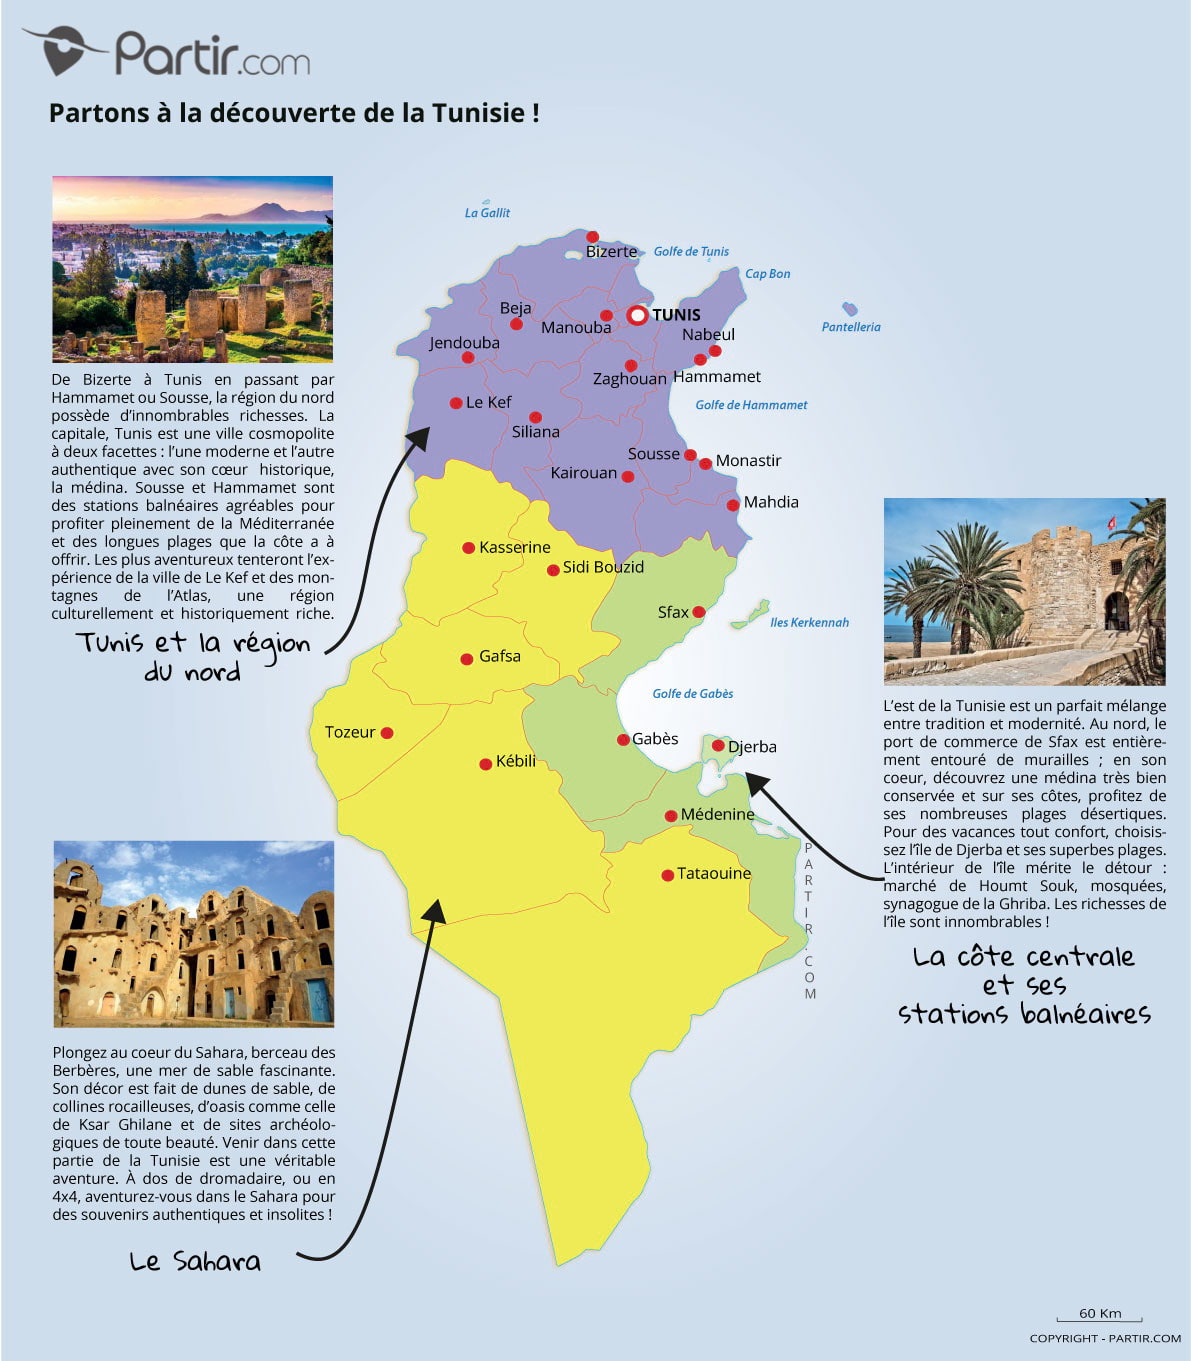 Partir.com
Partons à la découverte de la Tunisie !
De Bizerte à Tunis en passant par
Hammamet ou Sousse, la région du nord
possède d'innombrables richesses. La
capitale, Tunis est une ville cosmopolite
à deux facettes : l'une moderne et l'autre
authentique avec son cœur historique,
la médina. Sousse et Hammamet sont
des stations balnéaires agréables pour
profiter pleinement de la Méditerranée
et des longues plages que la côte a à
offrir. Les plus aventureux tenteront l'ex-
périence de la ville de Le Kef et des mon-
tagnes de l'Atlas, une région
culturellement et historiquement riche.
Tunis et la région
du nord
La Gallit
Bizerte
Golfe de Tunis
Cap Bon
Beja
Manouba
TUNIS
Pantelleria
Nabeul
Jendouba
Zaghouan
Hammamet
Le Kef
Golfe de Hammamet
Siliana
Sousse
Monastir
Kairouan
Mahdia
Kasserine
Sidi Bouzid
Sfax
Iles Kerkennah
Gafsa
Golfe de Gabès
Tozeur
Gabès
Djerba
Kébili
Médenine
Tataouine
PARTIR.COM
L'est de la Tunisie est un parfait mélange
entre tradition et modernité. Au nord, le
port de commerce de Sfax est entière-
ment entouré de murailles ; en son
coeur, découvrez une médina très bien
conservée et sur ses côtes, profitez de
ses nombreuses plages désertiques.
Pour des vacances tout confort, choisis-
sez l'île de Djerba et ses superbes plages.
L'intérieur de l'île mérite le détour :
marché de Houmt Souk, mosquées,
synagogue de la Ghriba. Les richesses de
l'île sont innombrables !
La côte centrale
et ses
stations balnéaires
Plongez au coeur du Sahara, berceau des
Berbères, une mer de sable fascinante.
Son décor est fait de dunes de sable, de
collines rocailleuses, d'oasis comme celle
de Ksar Ghilane et de sites archéolo-
giques de toute beauté. Venir dans cette
partie de la Tunisie est une véritable
aventure. À dos de dromadaire, ou en
4x4, aventurez-vous dans le Sahara pour
des souvenirs authentiques et insolites !
Le Sahara
60 Km
COPYRIGHT - PARTIR.COM